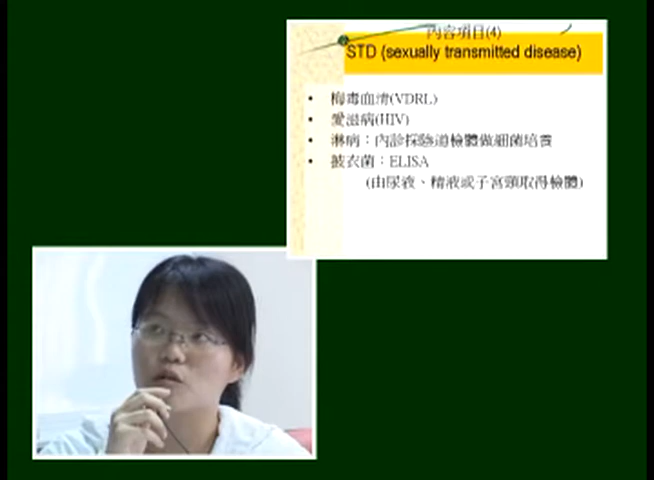 內容項目(4)
STD (sexually transmitted disease)
• 梅毒血清(VDRL)
• 愛滋病(HIV)
• 淋病：內診採陰道檢體做細菌培養
• 披衣菌：ELISA
(由尿液、精液或子宮頸取得檢體)